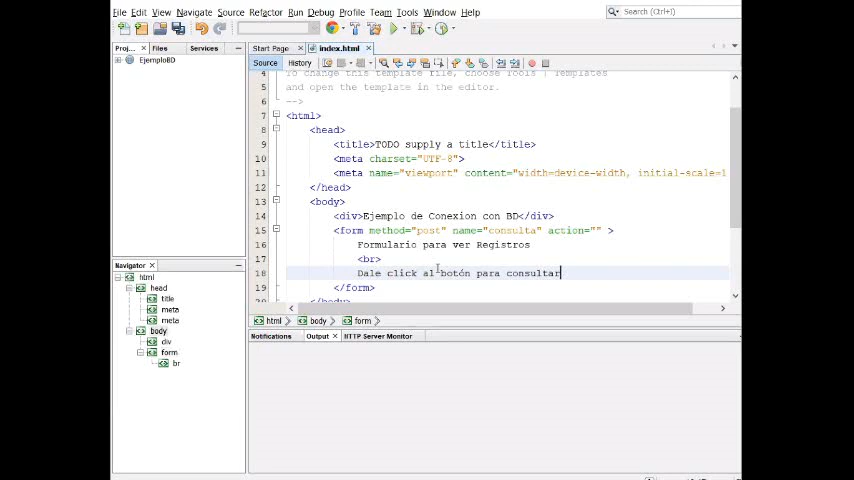 File Edit View Navigate Source Refactor Run Debug Profile Team Tools Window Help
Search (Ctrl+I)
Proj... Files Services
EjemploBD
Start Page index.html
Source History
4 To change this template file, choose Tools | Templates
5 and open the template in the editor.
6 -->
7 <html>
8 <head>
9 <title>TODO supply a title</title>
10 <meta charset="UTF-8">
11 <meta name="viewport" content="width=device-width, initial-scale=1
12 </head>
13 <body>
14 <div>Ejemplo de Conexion con BD</div>
15 <form method="post" name="consulta" action="" >
16 Formulario para ver Registros
17 <br>
18 Dale click al botón para consultar
19 </form>
</body>
html body form
Navigator
html
head
title
meta
meta
body
div
form
br
Notifications Output HTTP Server Monitor